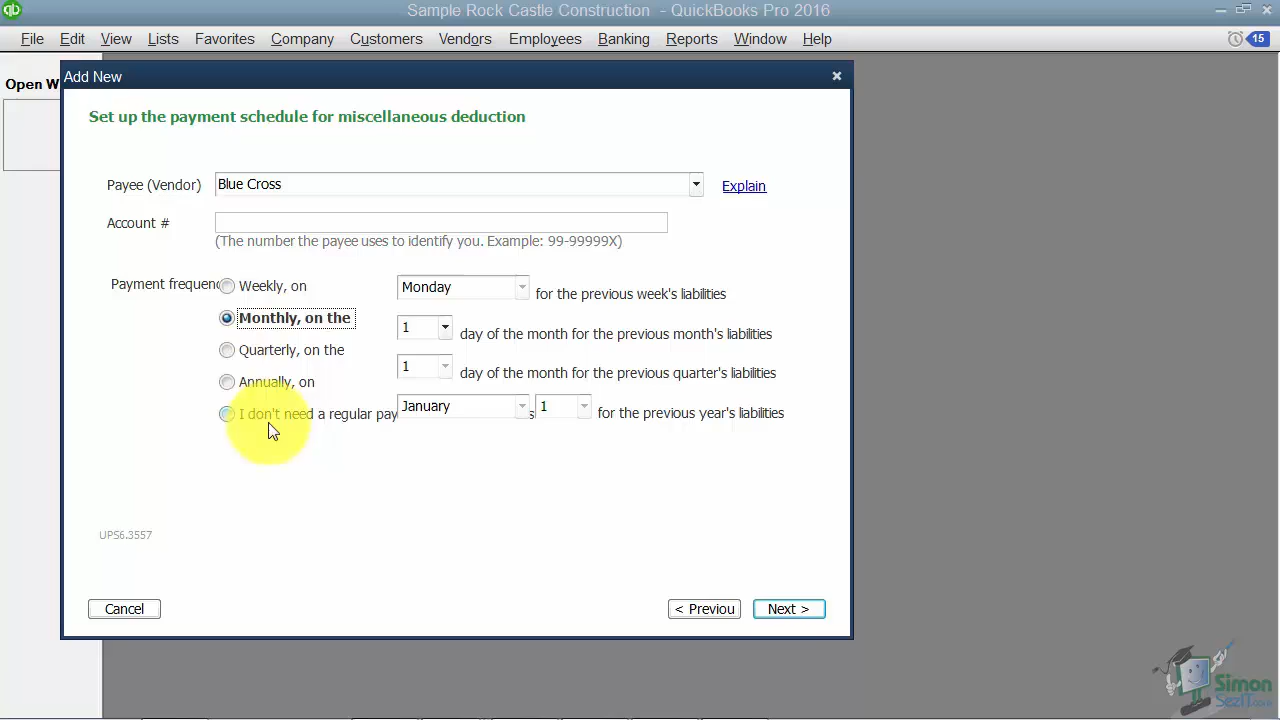 Sample Rock Castle Construction - QuickBooks Pro 2016
File Edit View Lists Favorites Company Customers Vendors Employees Banking Reports Window Help 15
Open W
Add New
Set up the payment schedule for miscellaneous deduction
Payee (Vendor) Blue Cross Explain
Account #
(The number the payee uses to identify you. Example: 99-99999X)
Payment frequenc Weekly, on Monday for the previous week's liabilities
Monthly, on the 1 day of the month for the previous month's liabilities
Quarterly, on the 1 day of the month for the previous quarter's liabilities
Annually, on January 1 for the previous year's liabilities
I don't need a regular pay s
UPS6.3557
Cancel < Previou Next >
Simon
SezIT.com